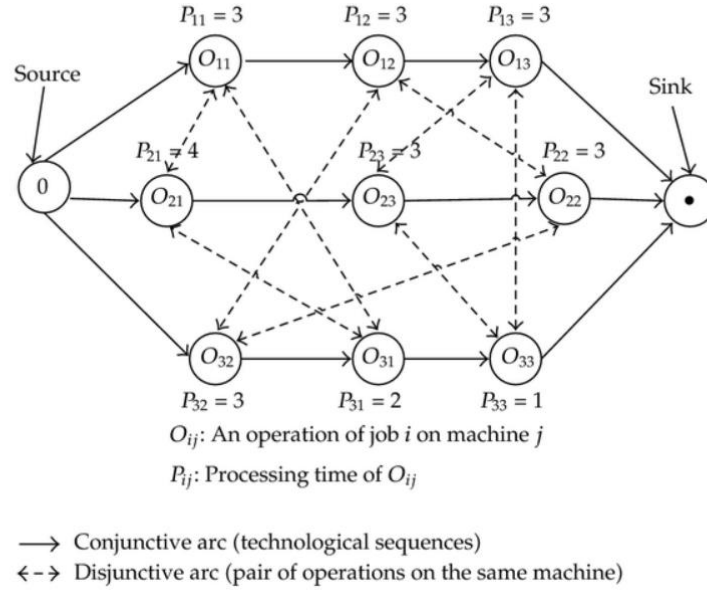 P11 = 3
P12 = 3
P13 = 3
Source
O11
O12
O13
Sink
P21 = 4
P23 = 3
P22 = 3
0
O21
O23
O22
O32
O31
O33
P32 = 3
P31 = 2
P33 = 1
Oij: An operation of job i on machine j
Pij: Processing time of Oij
Conjunctive arc (technological sequences)
Disjunctive arc (pair of operations on the same machine)